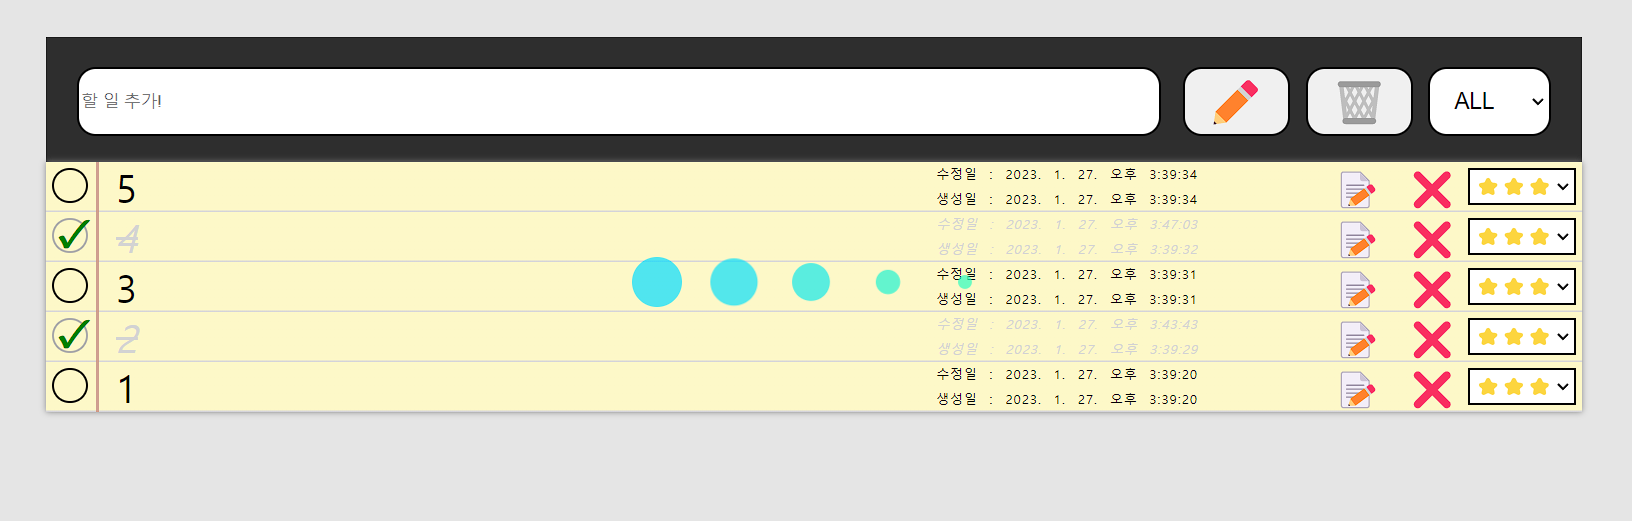 할 일 추가!
ALL
5
수정일 : 2023. 1. 27. 오후 3:39:34
생성일 : 2023. 1. 27. 오후 3:39:34
4
수정일 : 2023. 1. 27. 오후 3:47:03
생성일 : 2023. 1. 27. 오후 3:39:32
3
수정일 : 2023. 1. 27. 오후 3:39:31
생성일 : 2023. 1. 27. 오후 3:39:31
2
수정일 : 2023. 1. 27. 오후 3:43:43
생성일 : 2023. 1. 27. 오후 3:39:29
1
수정일 : 2023. 1. 27. 오후 3:39:20
생성일 : 2023. 1. 27. 오후 3:39:20